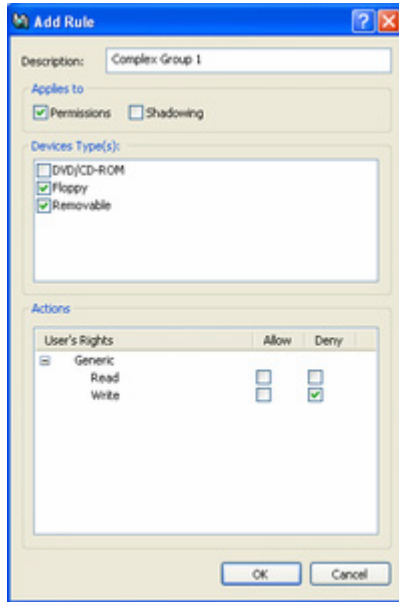 Add Rule
Description: Complex Group 1
Applies to
Permissions Shadowing
Devices Type(s):
DVD/CD-ROM
Floppy
Removable
Actions
User's Rights Allow Deny
Generic
Read
Write
OK Cancel